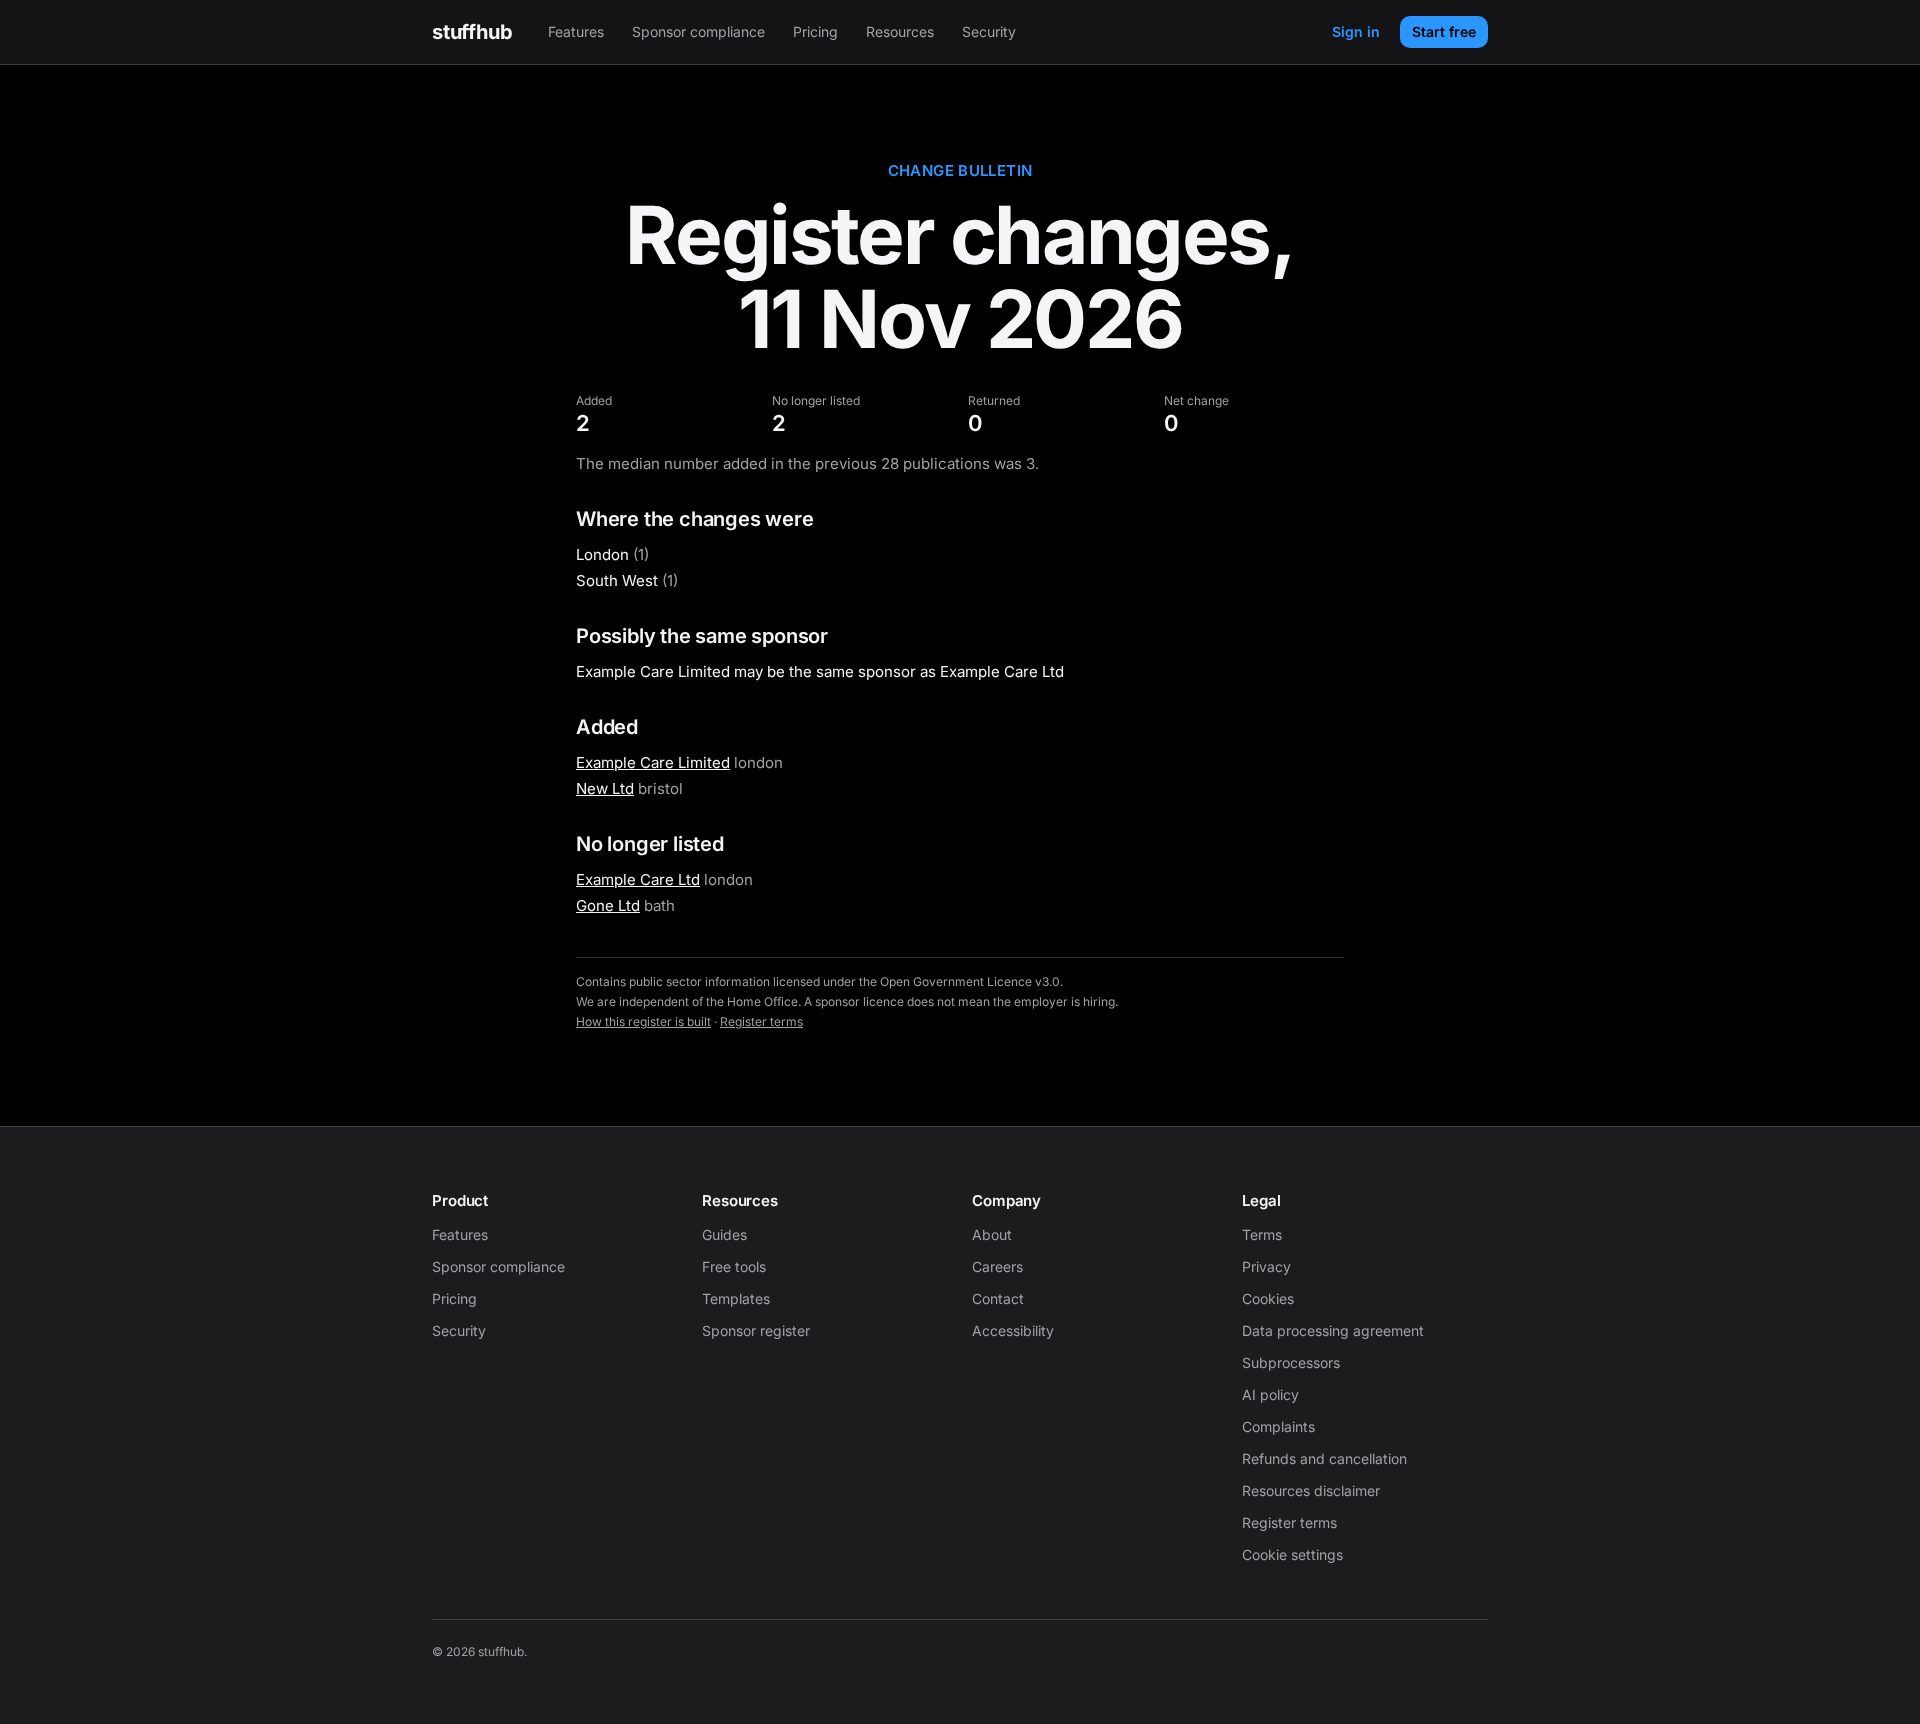 stuffhub
Features
Sponsor compliance
Pricing
Resources
Security
Sign in
Start free
CHANGE BULLETIN
Register changes,
11 Nov 2026
Added
2
No longer listed
2
Returned
0
Net change
0
The median number added in the previous 28 publications was 3.
Where the changes were
London (1)
South West (1)
Possibly the same sponsor
Example Care Limited may be the same sponsor as Example Care Ltd
Added
Example Care Limited london
New Ltd bristol
No longer listed
Example Care Ltd london
Gone Ltd bath
Contains public sector information licensed under the Open Government Licence v3.0.
We are independent of the Home Office. A sponsor licence does not mean the employer is hiring.
How this register is built · Register terms
Product
Features
Sponsor compliance
Pricing
Security
Resources
Guides
Free tools
Templates
Sponsor register
Company
About
Careers
Contact
Accessibility
Legal
Terms
Privacy
Cookies
Data processing agreement
Subprocessors
AI policy
Complaints
Refunds and cancellation
Resources disclaimer
Register terms
Cookie settings
© 2026 stuffhub.